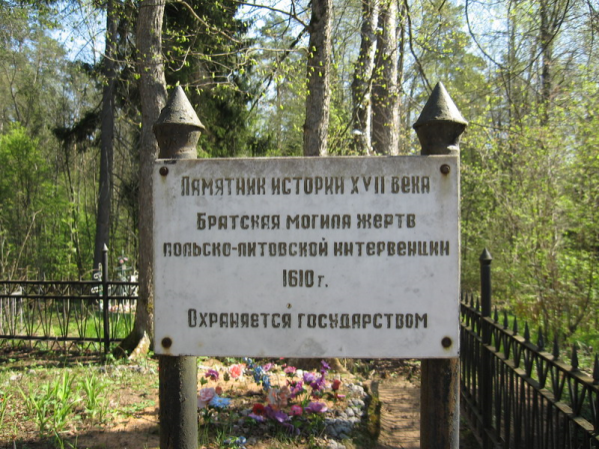 Памятник истории XVII века
Братская могила жертв
польско-литовской интервенции
1610 г.
Охраняется государством